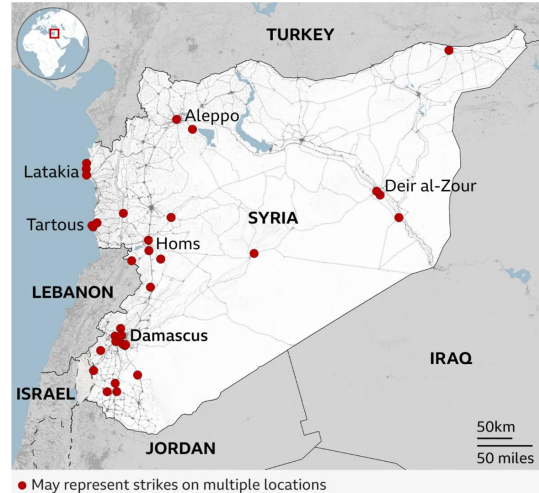 TURKEY
Aleppo
Latakia
Deir al-Zour
SYRIA
Tartous
Homs
LEBANON
Damascus
IRAQ
ISRAEL
50km
50 miles
JORDAN
May represent strikes on multiple locations